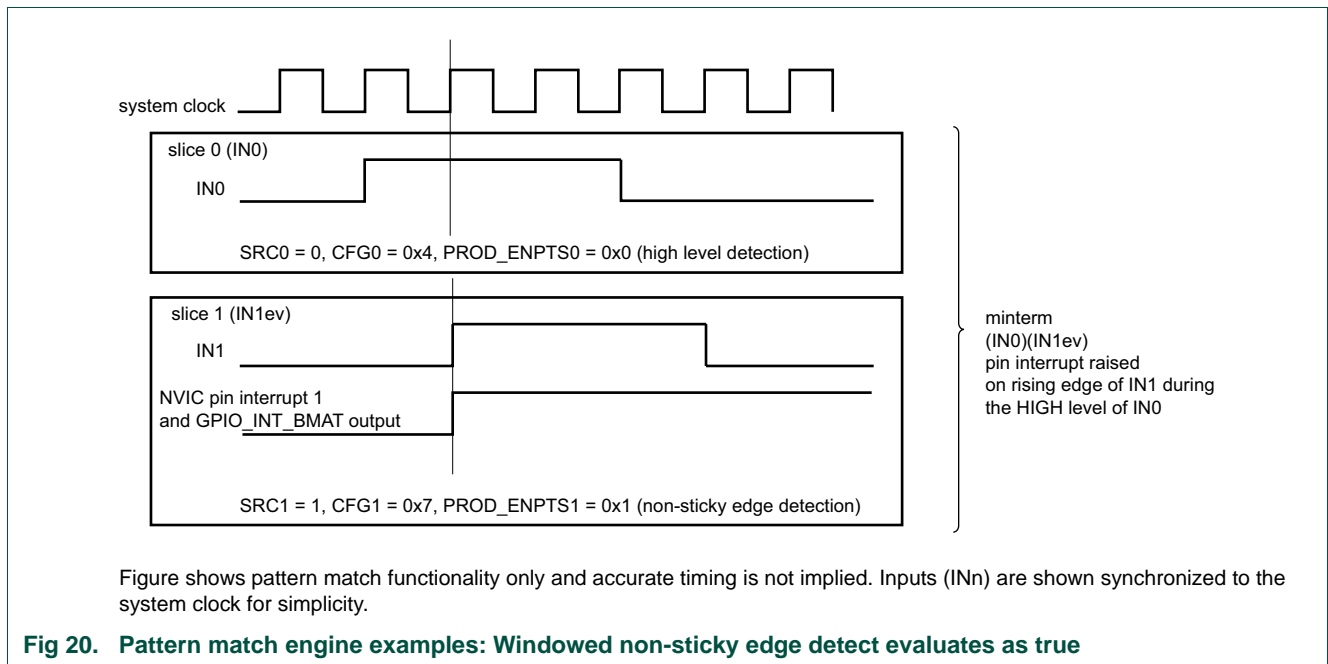 system clock
slice 0 (IN0)
IN0
SRC0 = 0, CFG0 = 0x4, PROD_ENPTS0 = 0x0 (high level detection)
slice 1 (IN1ev)
IN1
NVIC pin interrupt 1
and GPIO_INT_BMAT output
SRC1 = 1, CFG1 = 0x7, PROD_ENPTS1 = 0x1 (non-sticky edge detection)
minterm
(IN0)(IN1ev)
pin interrupt raised
on rising edge of IN1 during
the HIGH level of IN0
Figure shows pattern match functionality only and accurate timing is not implied. Inputs (INn) are shown synchronized to the
system clock for simplicity.
Fig 20. Pattern match engine examples: Windowed non-sticky edge detect evaluates as true